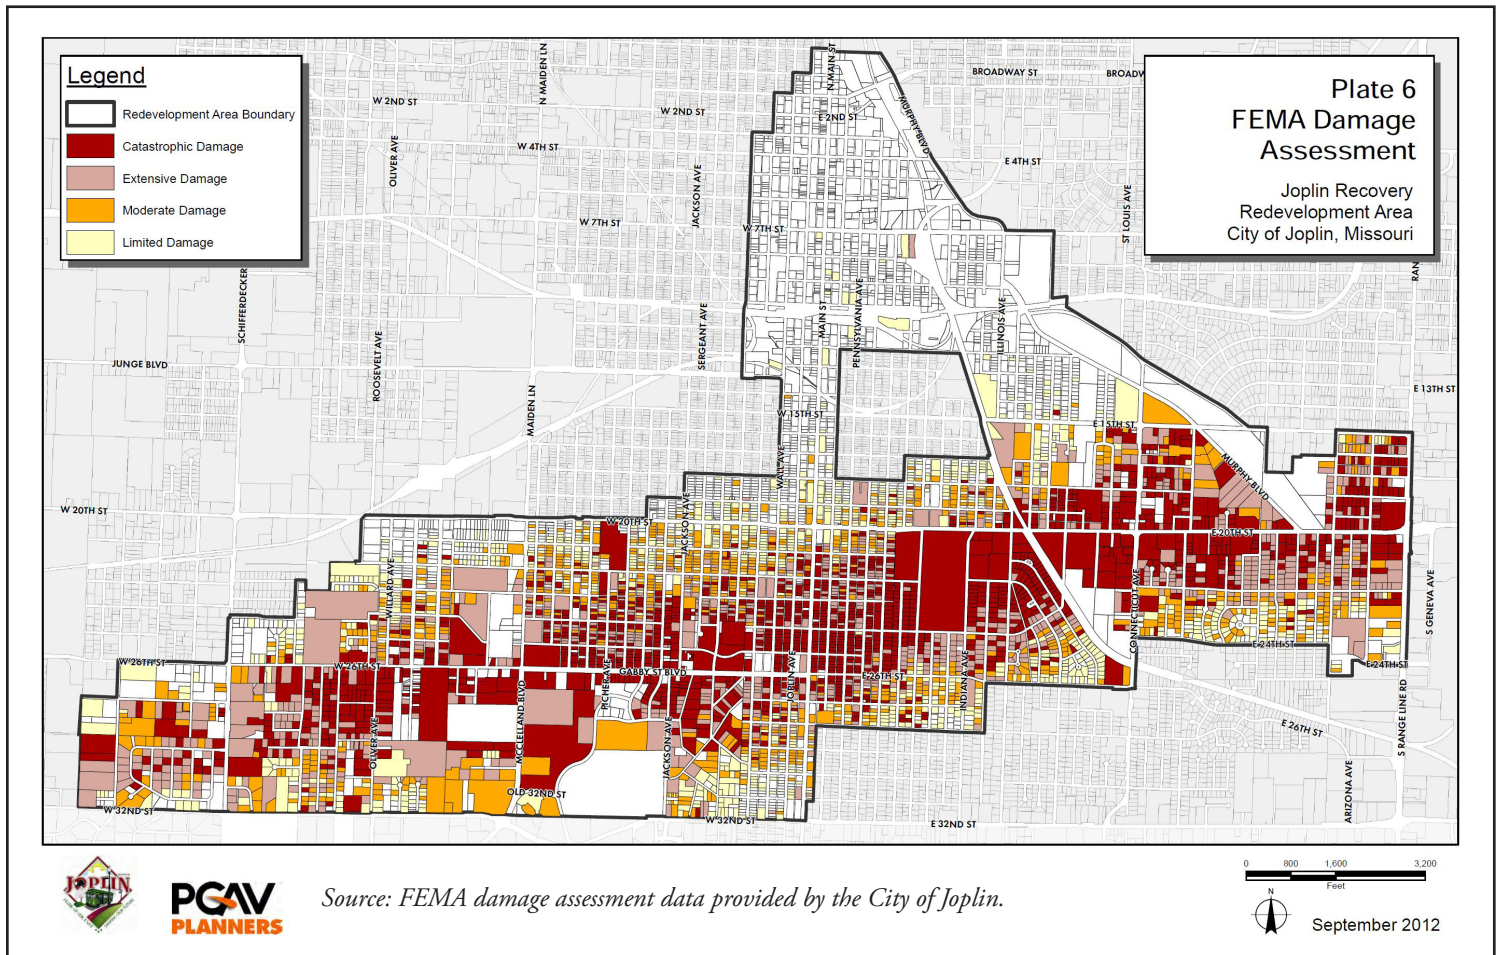 Legend
Redevelopment Area Boundary
Catastrophic Damage
Extensive Damage
Moderate Damage
Limited Damage
Plate 6
FEMA Damage
Assessment
Joplin Recovery
Redevelopment Area
City of Joplin, Missouri
N MAIDEN LN
N MAIN ST
BROADWAY ST
BROADW
W 2ND ST
W 2ND ST
E 2ND ST
MURPHY BLVD
OLIVER AVE
W 4TH ST
E 4TH ST
JACKSON AVE
ST LOUIS AVE
W 7TH ST
W 7TH ST
RAN
SCHIFFERDECKER
SERGEANT AVE
MAIN ST
PENNSYLVANIA AVE
ILLINOIS AVE
JUNGE BLVD
ROOSEVELT AVE
E 13TH ST
MAIDEN LN
W 15TH ST
E 15TH ST
WALL AVE
MURPHY BLVD
W 20TH ST
W 20TH ST
JACKSON AVE
E 20TH ST
WILLARD AVE
CONNECTICUT AVE
S GENEVA AVE
E 24TH ST
E 24TH ST
W 26TH ST
W 26TH ST
GABBY ST BLVD
E 26TH ST
PICHER AVE
JOPLIN AVE
INDIANA AVE
MCCLELLAND BLVD
OLIVER AVE
JACKSON AVE
E 26TH ST
S RANGE LINE RD
ARIZONA AVE
OLD 32ND ST
W 32ND ST
W 32ND ST
E 32ND ST
JOPLIN
PGAV
PLANNERS
Source: FEMA damage assessment data provided by the City of Joplin.
0 800 1,600 3,200
Feet
N
September 2012